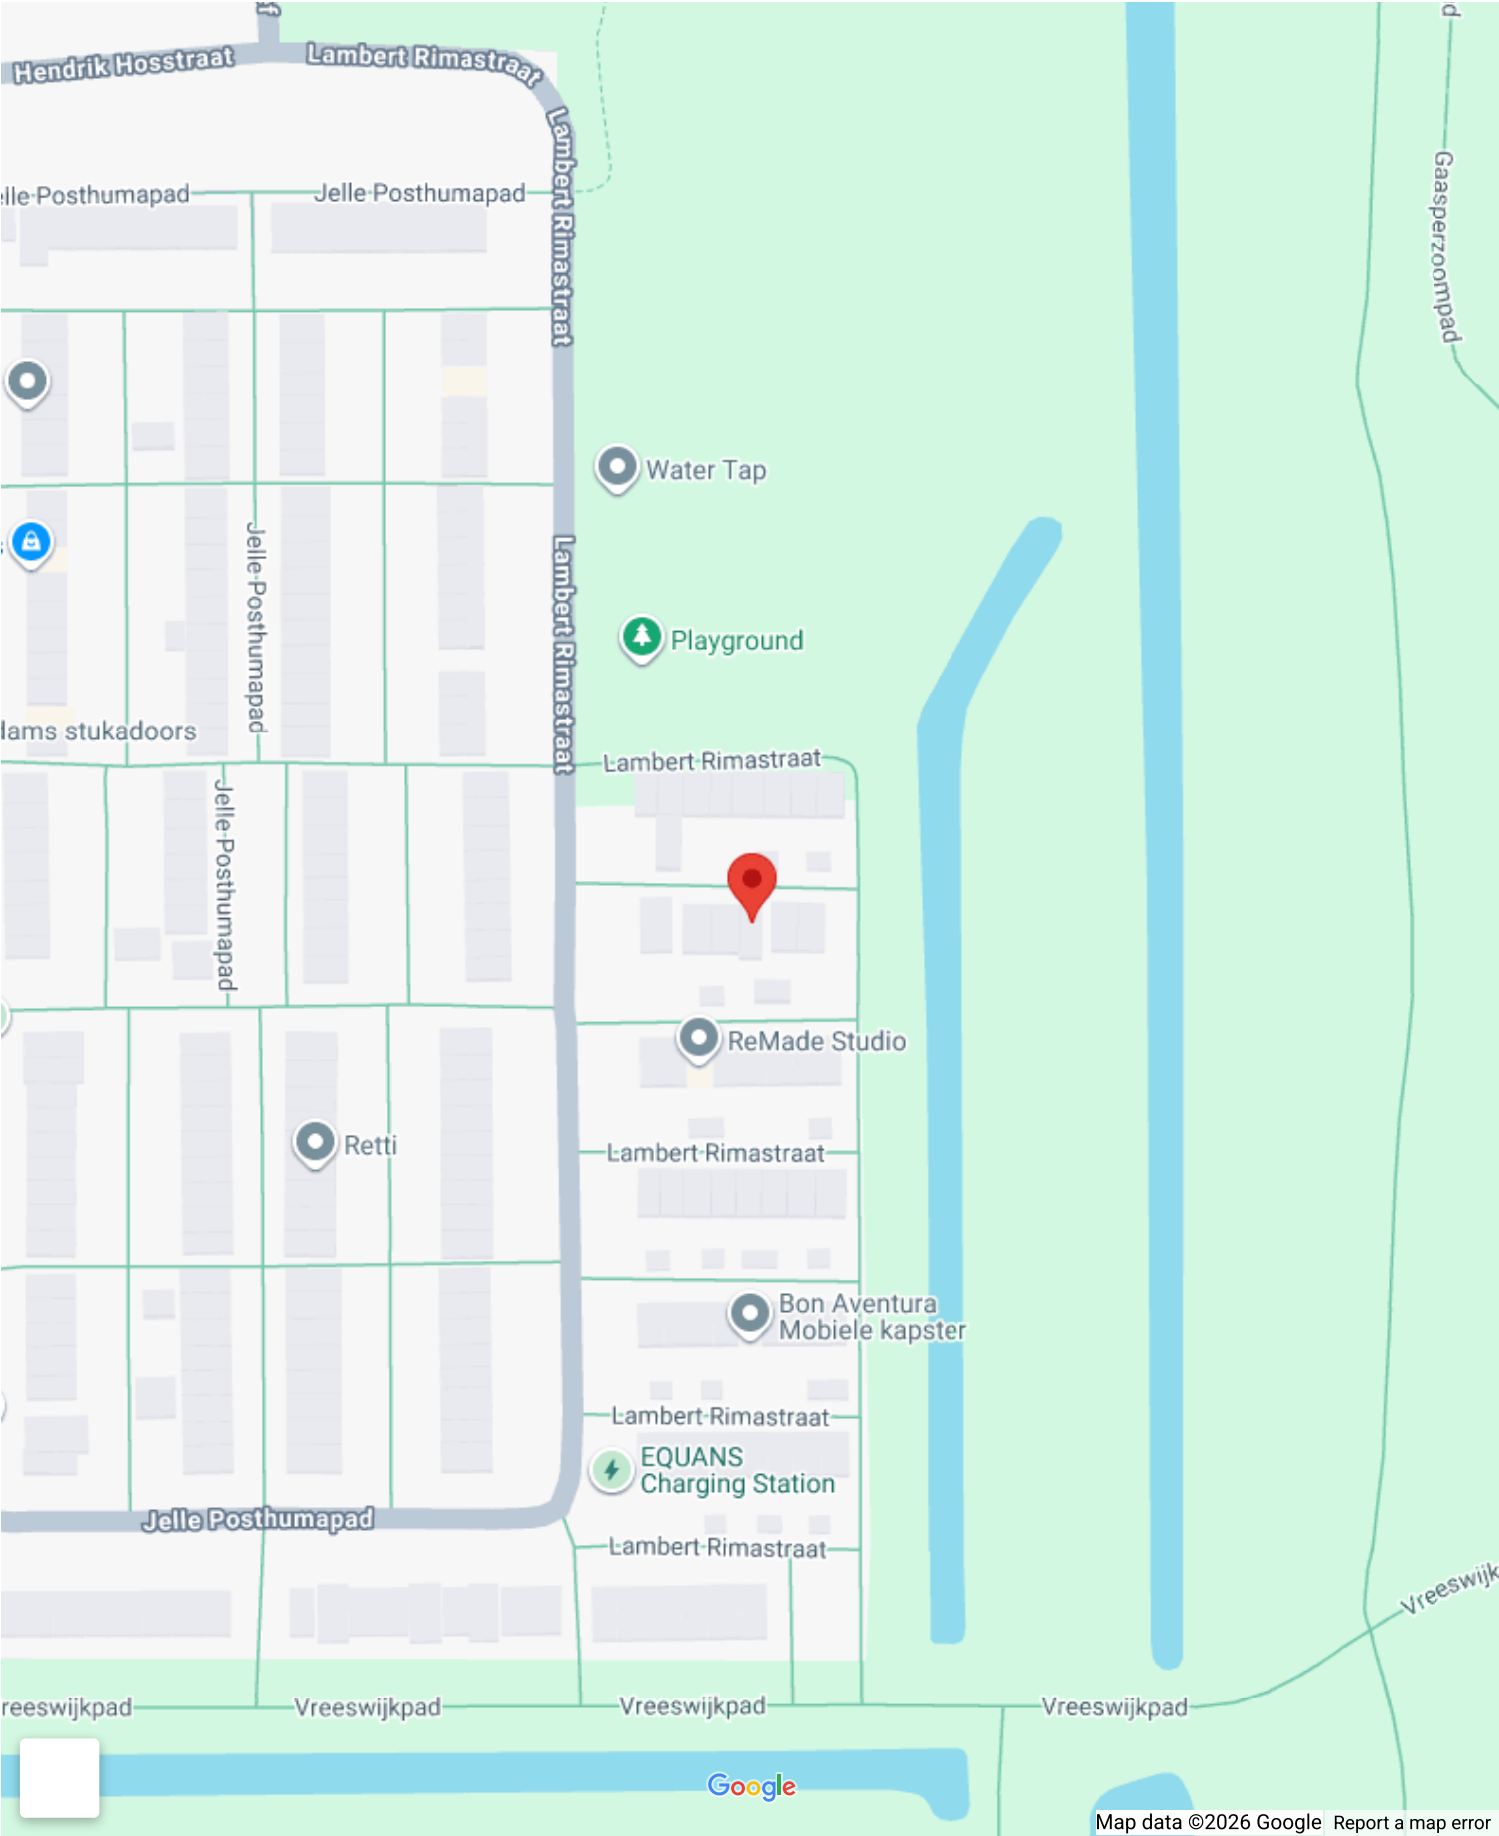 Hendrik Hosstraat
Lambert Rimastraat
Lambert Rimastraat
elle Posthumapad
Jelle Posthumapad
Gaasperzoompad
Water Tap
Lambert Rimastraat
Jelle Posthumapad
Playground
dams stukadoors
Lambert Rimastraat
Jelle Posthumapad
ReMade Studio
Retti
Lambert Rimastraat
Bon Aventura
Mobiele kapster
Lambert Rimastraat
EQUANS
Charging Station
Jelle Posthumapad
Lambert Rimastraat
Vreeswijk
reeswijkpad
Vreeswijkpad
Vreeswijkpad
Vreeswijkpad
Google
Map data ©2026 Google
Report a map error